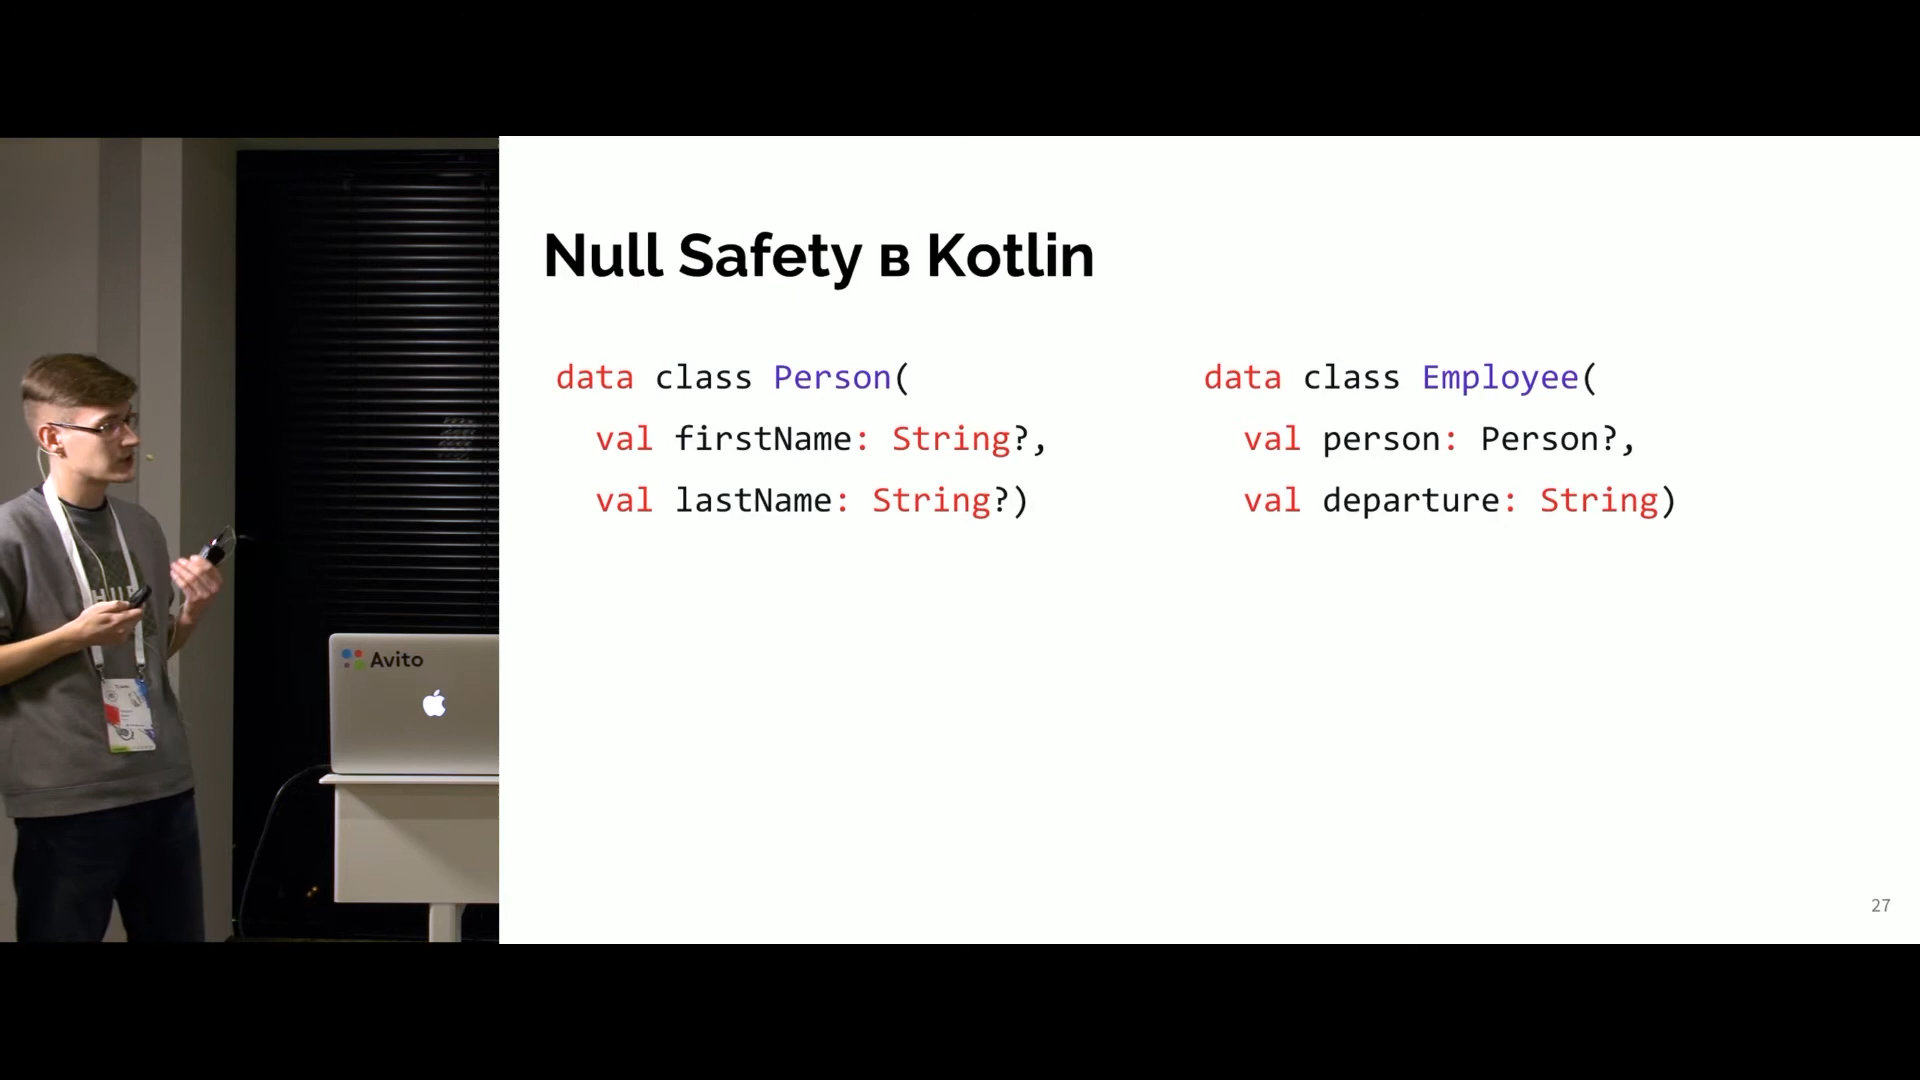 Null Safety в Kotlin
data class Person(
val firstName: String?,
val lastName: String?)
data class Employee(
val person: Person?,
val departure: String)
Avito
27